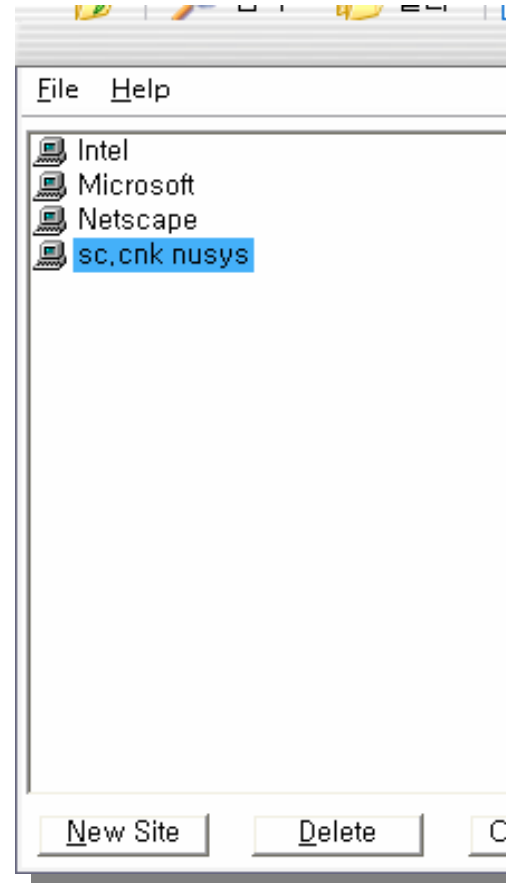 File Help
Intel
Microsoft
Netscape
sc,cnk nusys
New Site Delete